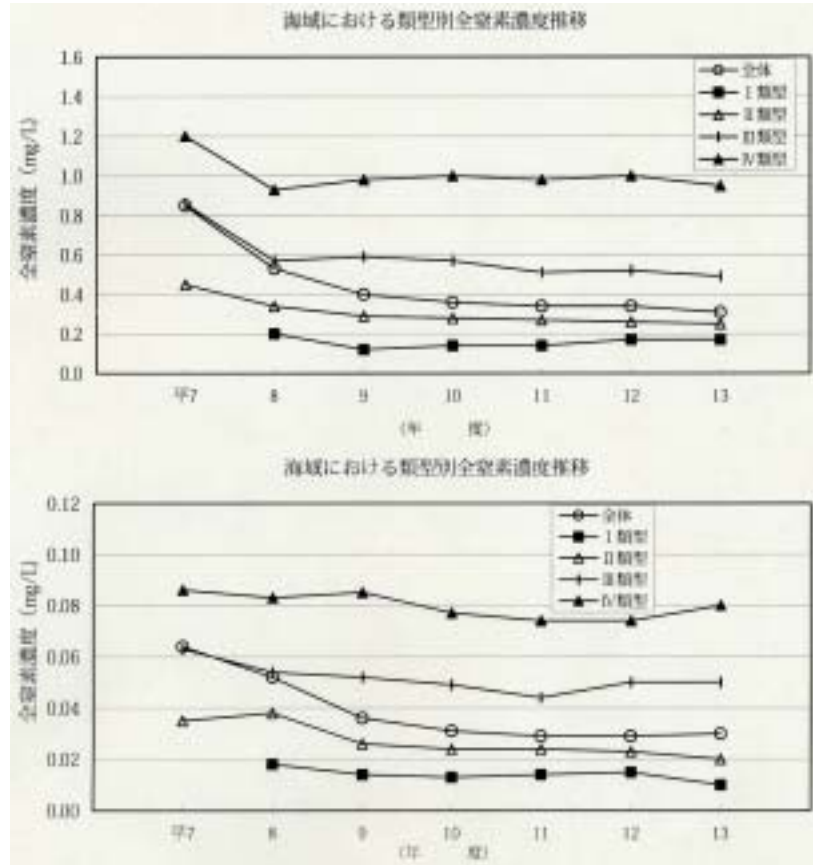 海域における類型別全窒素濃度推移
全窒素濃度 (mg/L)
1.6
1.4
1.2
1.0
0.8
0.6
0.4
0.2
0.0
全体
Ⅰ類型
Ⅱ類型
Ⅲ類型
Ⅳ類型
平7 8 9 10 11 12 13
(年 度)
海域における類型別全窒素濃度推移
全窒素濃度 (mg/L)
0.12
0.10
0.08
0.06
0.04
0.02
0.00
全体
Ⅰ類型
Ⅱ類型
Ⅲ類型
Ⅳ類型
平7 8 9 10 11 12 13
(年 度)